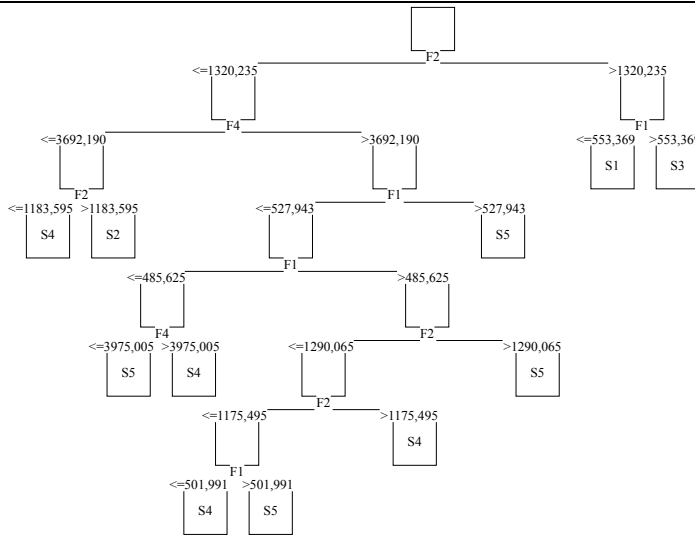 F2
<=1320,235 >1320,235
F4 F1
<=3692,190 >3692,190 <=553,369 >553,369
S1 S3
F2 F1
<=1183,595 >1183,595 <=527,943 >527,943
S4 S2 S5
F1
<=485,625 >485,625
F4 F2
<=3975,005 >3975,005 <=1290,065 >1290,065
S5 S4 S5
F2
<=1175,495 >1175,495
S4
F1
<=501,991 >501,991
S4 S5